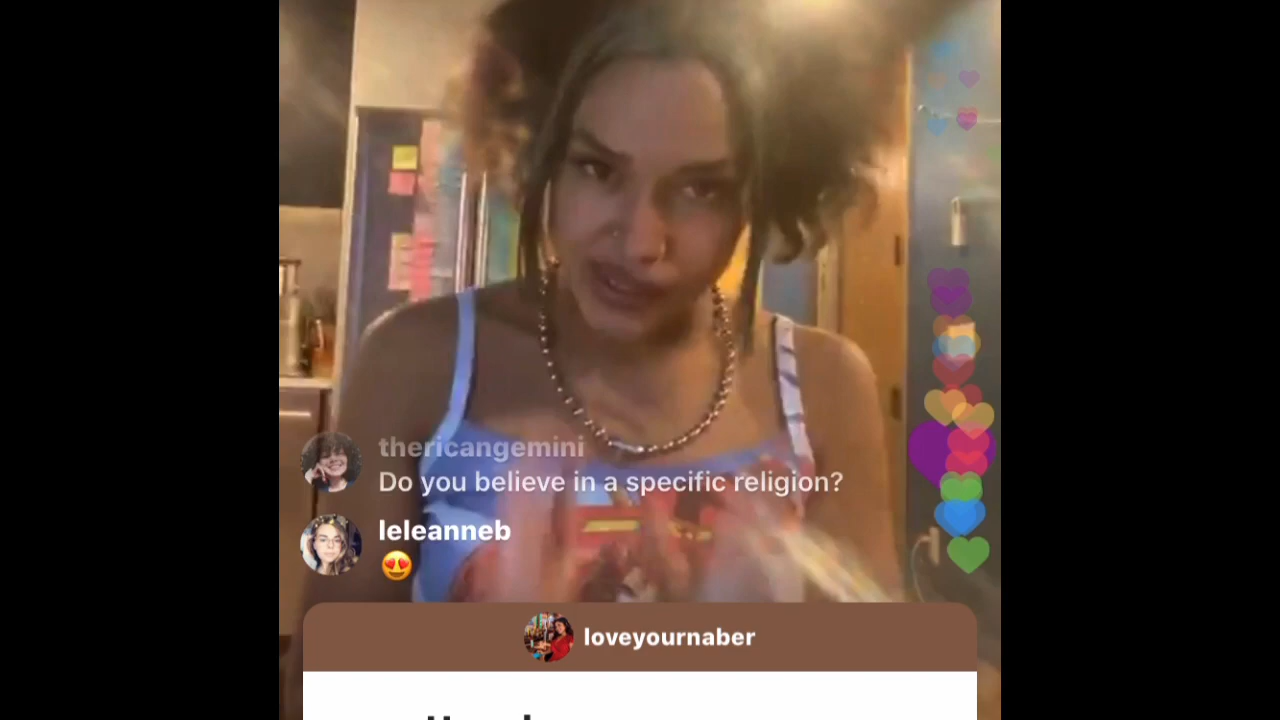 thericangemini
Do you believe in a specific religion?
leleanneb
😍
loveyournaber